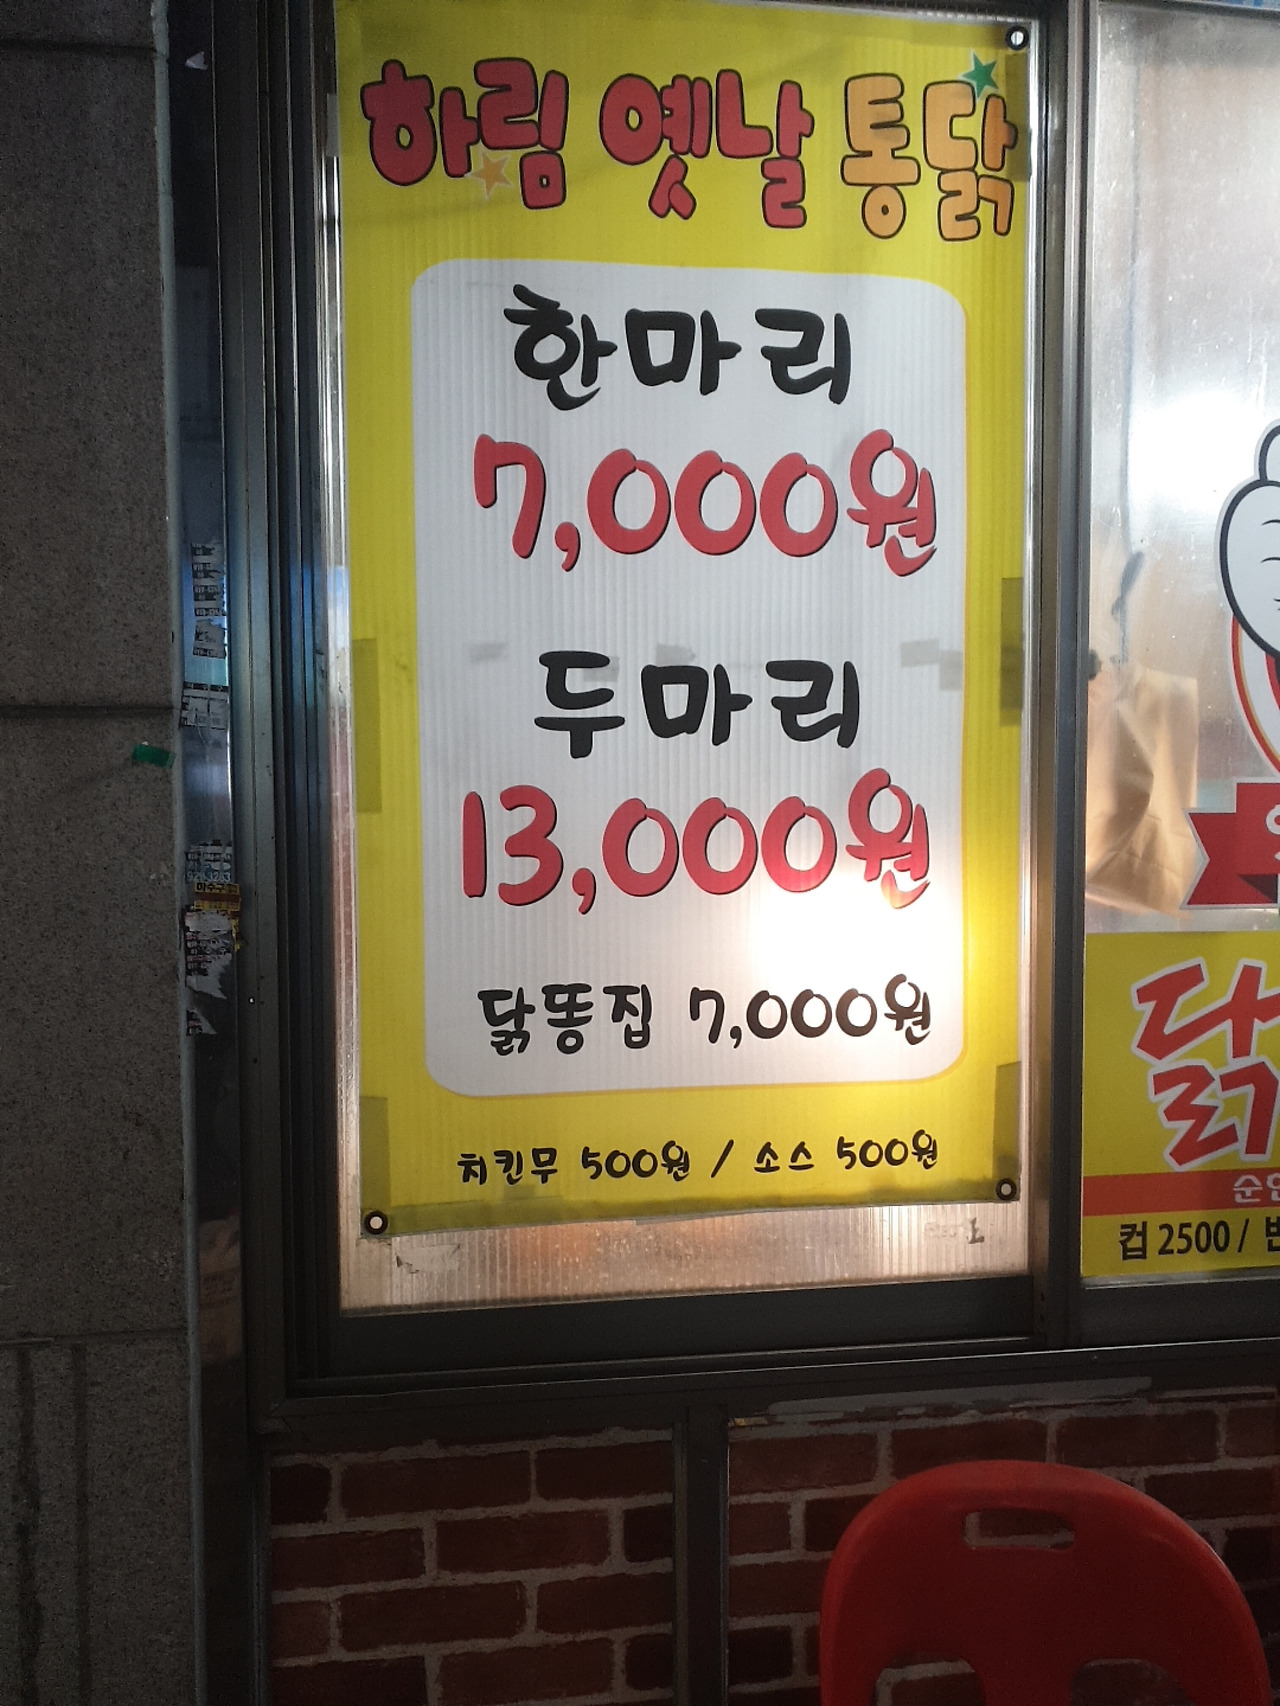 하림 옛날 통닭
한마리
7,000원
두마리
13,000원
닭똥집 7,000원
치킨무 500원 / 소스 500원
닭
컵 2500 /